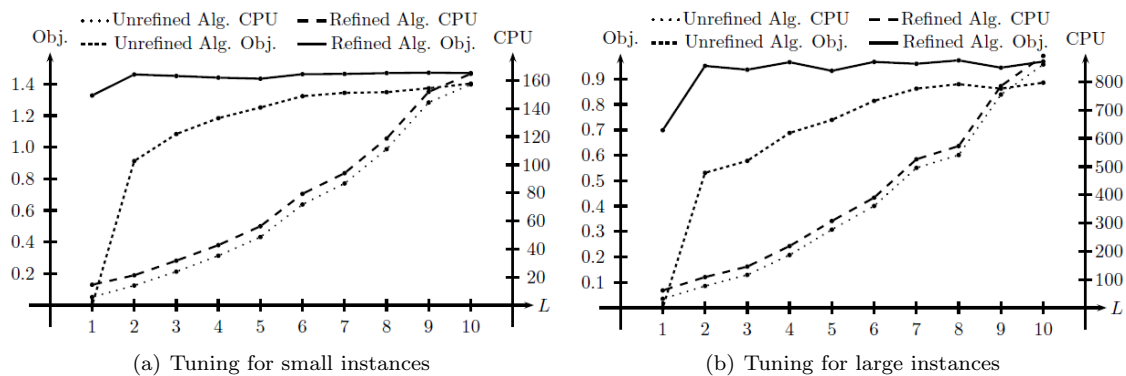 Unrefined Alg. CPU
Refined Alg. CPU
Obj.
Unrefined Alg. Obj.
Refined Alg. Obj.
CPU
1.4
1.2
1.0
0.8
0.6
0.4
0.2
160
140
120
100
80
60
40
20
1 2 3 4 5 6 7 8 9 10
L
(a) Tuning for small instances
Unrefined Alg. CPU
Refined Alg. CPU
Obj.
Unrefined Alg. Obj.
Refined Alg. Obj.
CPU
0.9
0.8
0.7
0.6
0.5
0.4
0.3
0.2
0.1
800
700
600
500
400
300
200
100
1 2 3 4 5 6 7 8 9 10
L
(b) Tuning for large instances